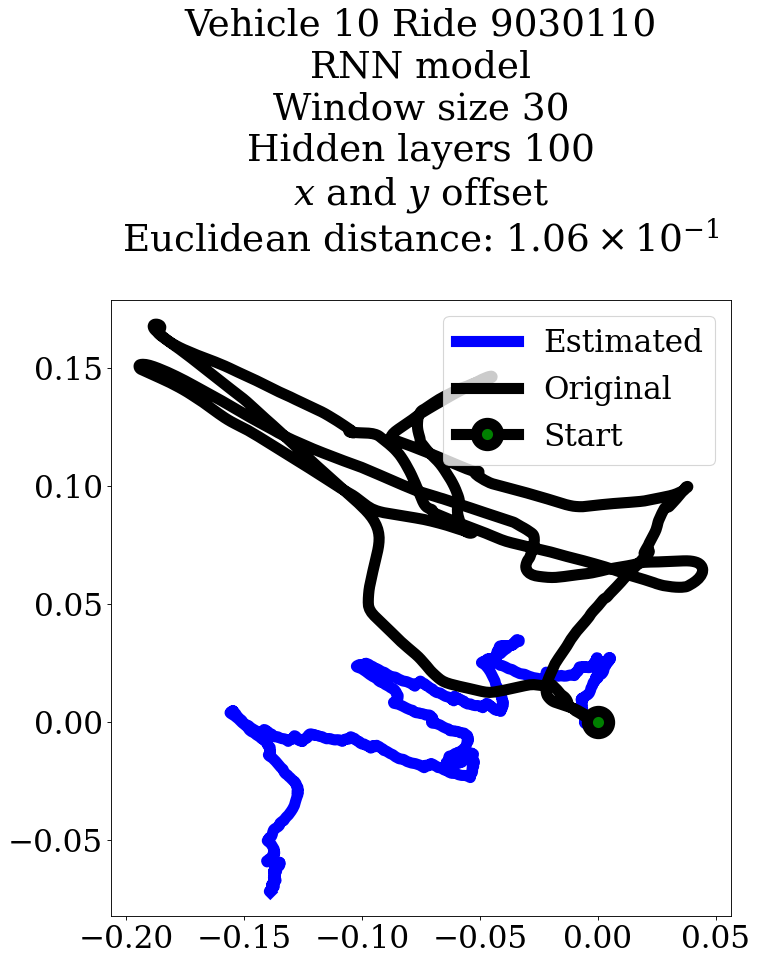 Vehicle 10 Ride 9030110
RNN model
Window size 30
Hidden layers 100
x and y offset
Euclidean distance: 1.06 × 10⁻¹
Estimated
Original
Start
0.15
0.10
0.05
0.00
−0.05
−0.20 −0.15 −0.10 −0.05 0.00 0.05